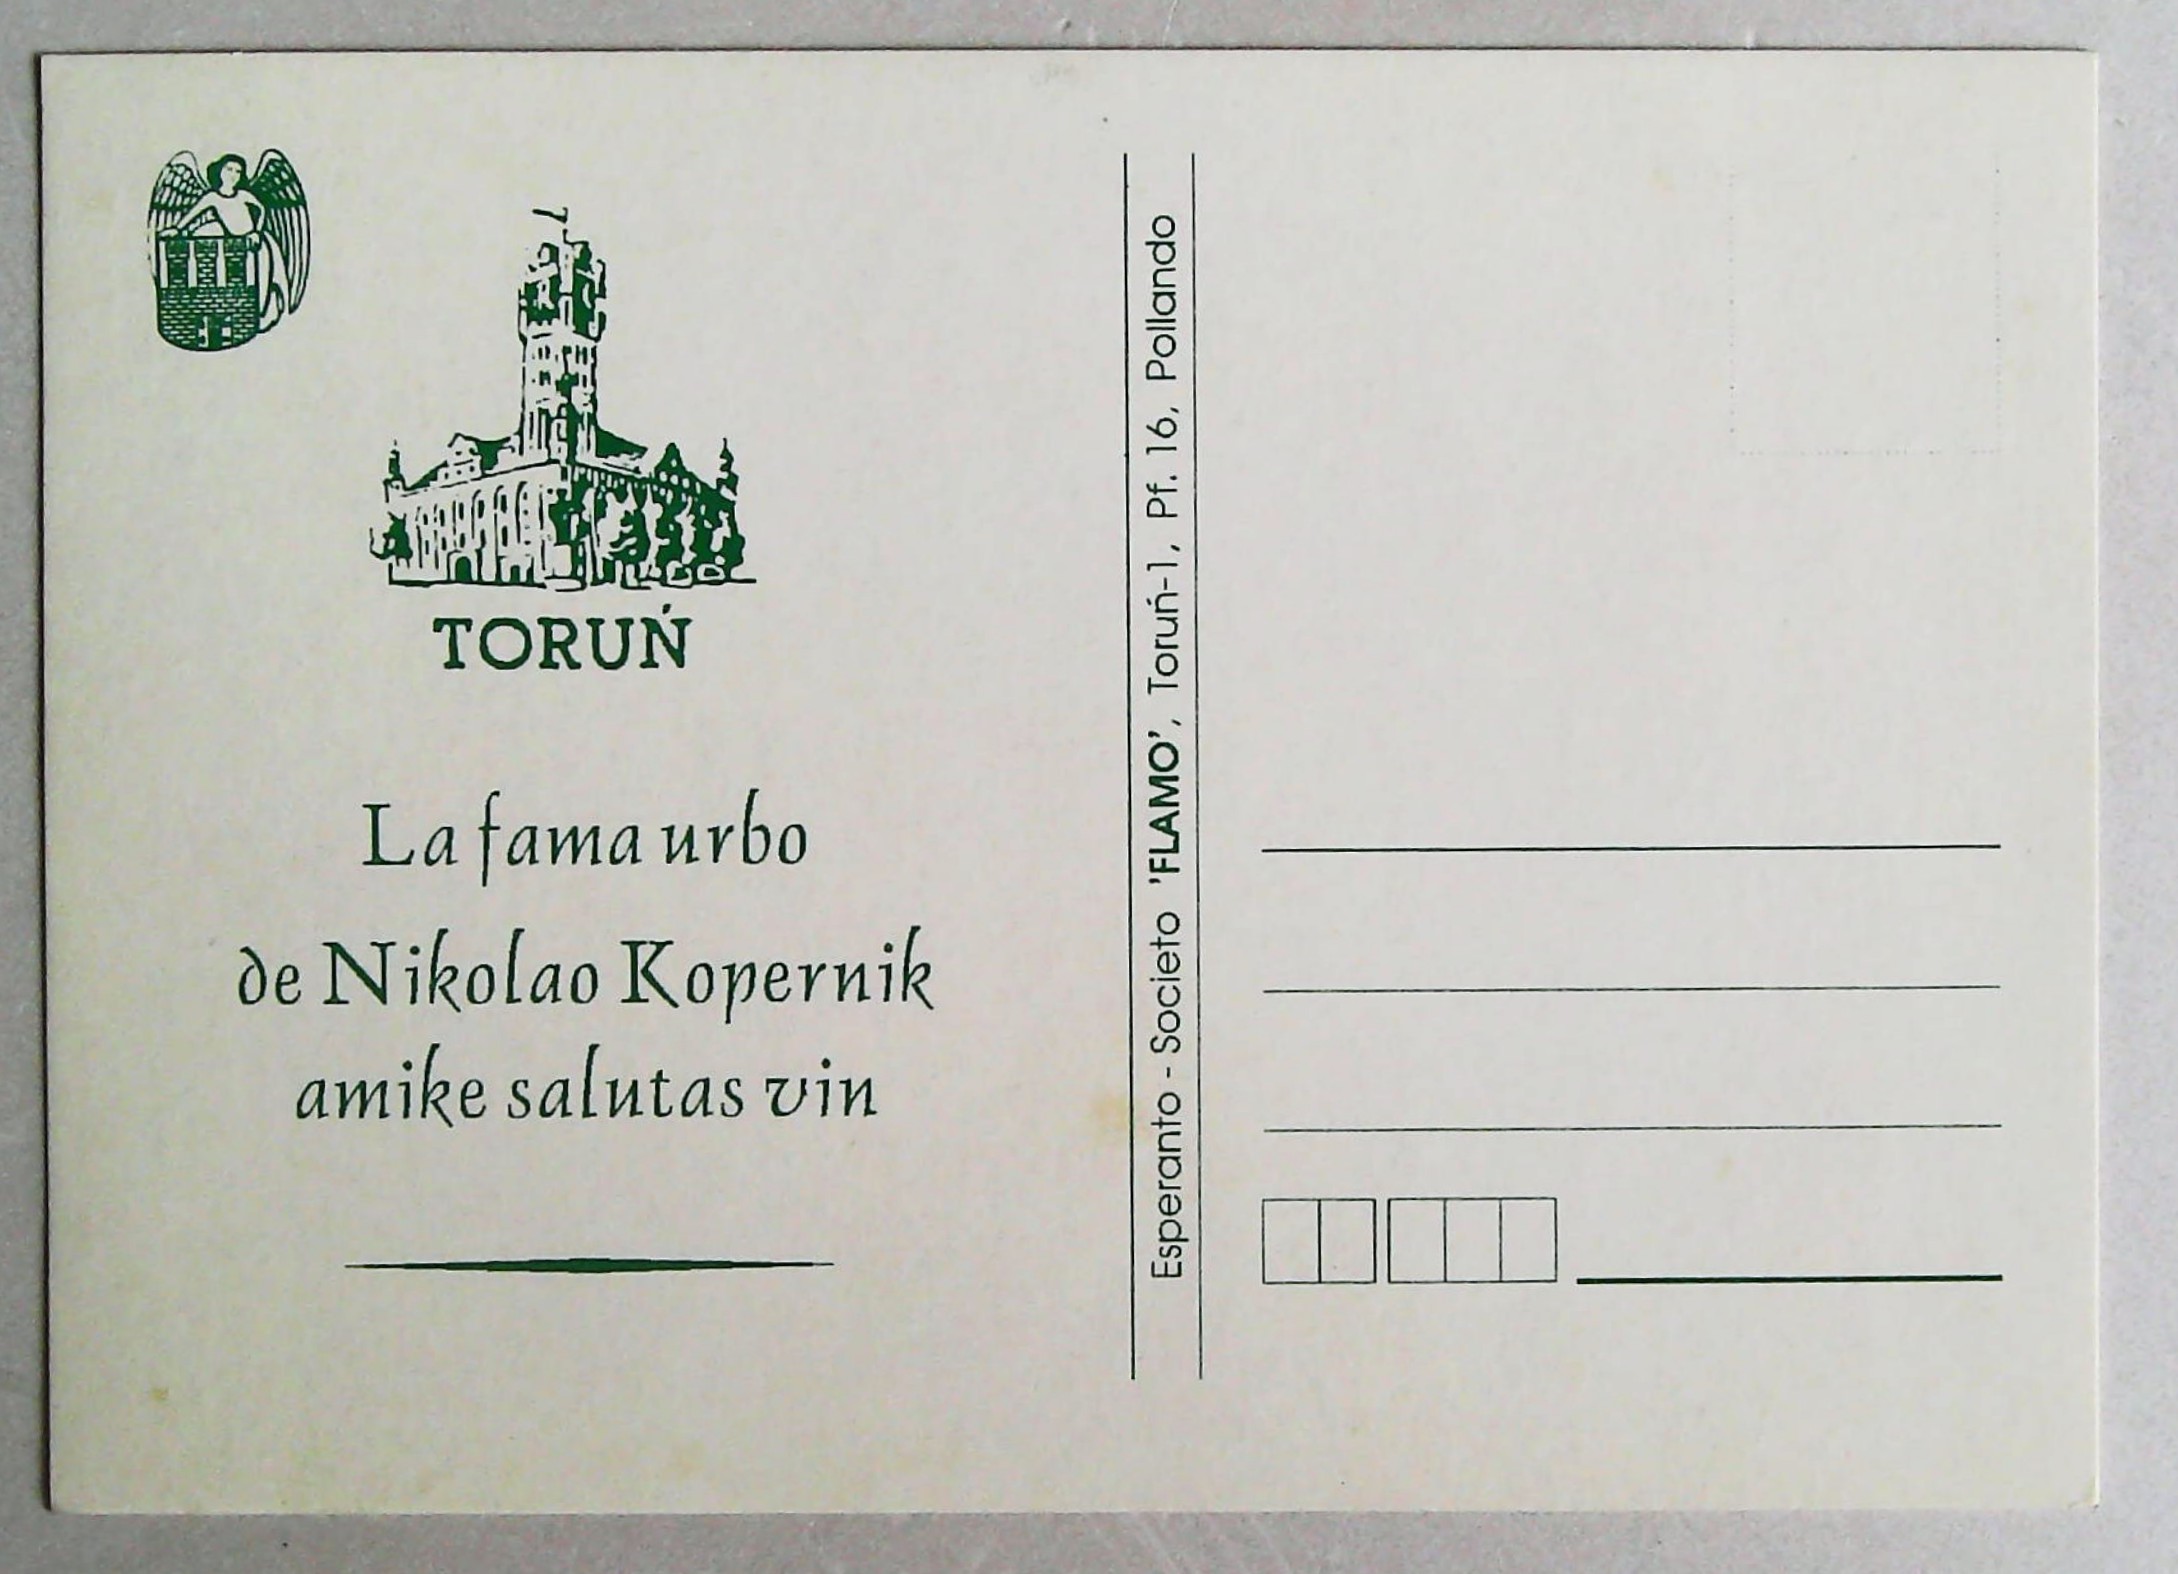 TORUŃ
La fama urbo
de Nikolao Kopernik
amike salutas vin
Esperanto - Societo 'FLAMO', Toruń-1, Pf. 16, Pollando